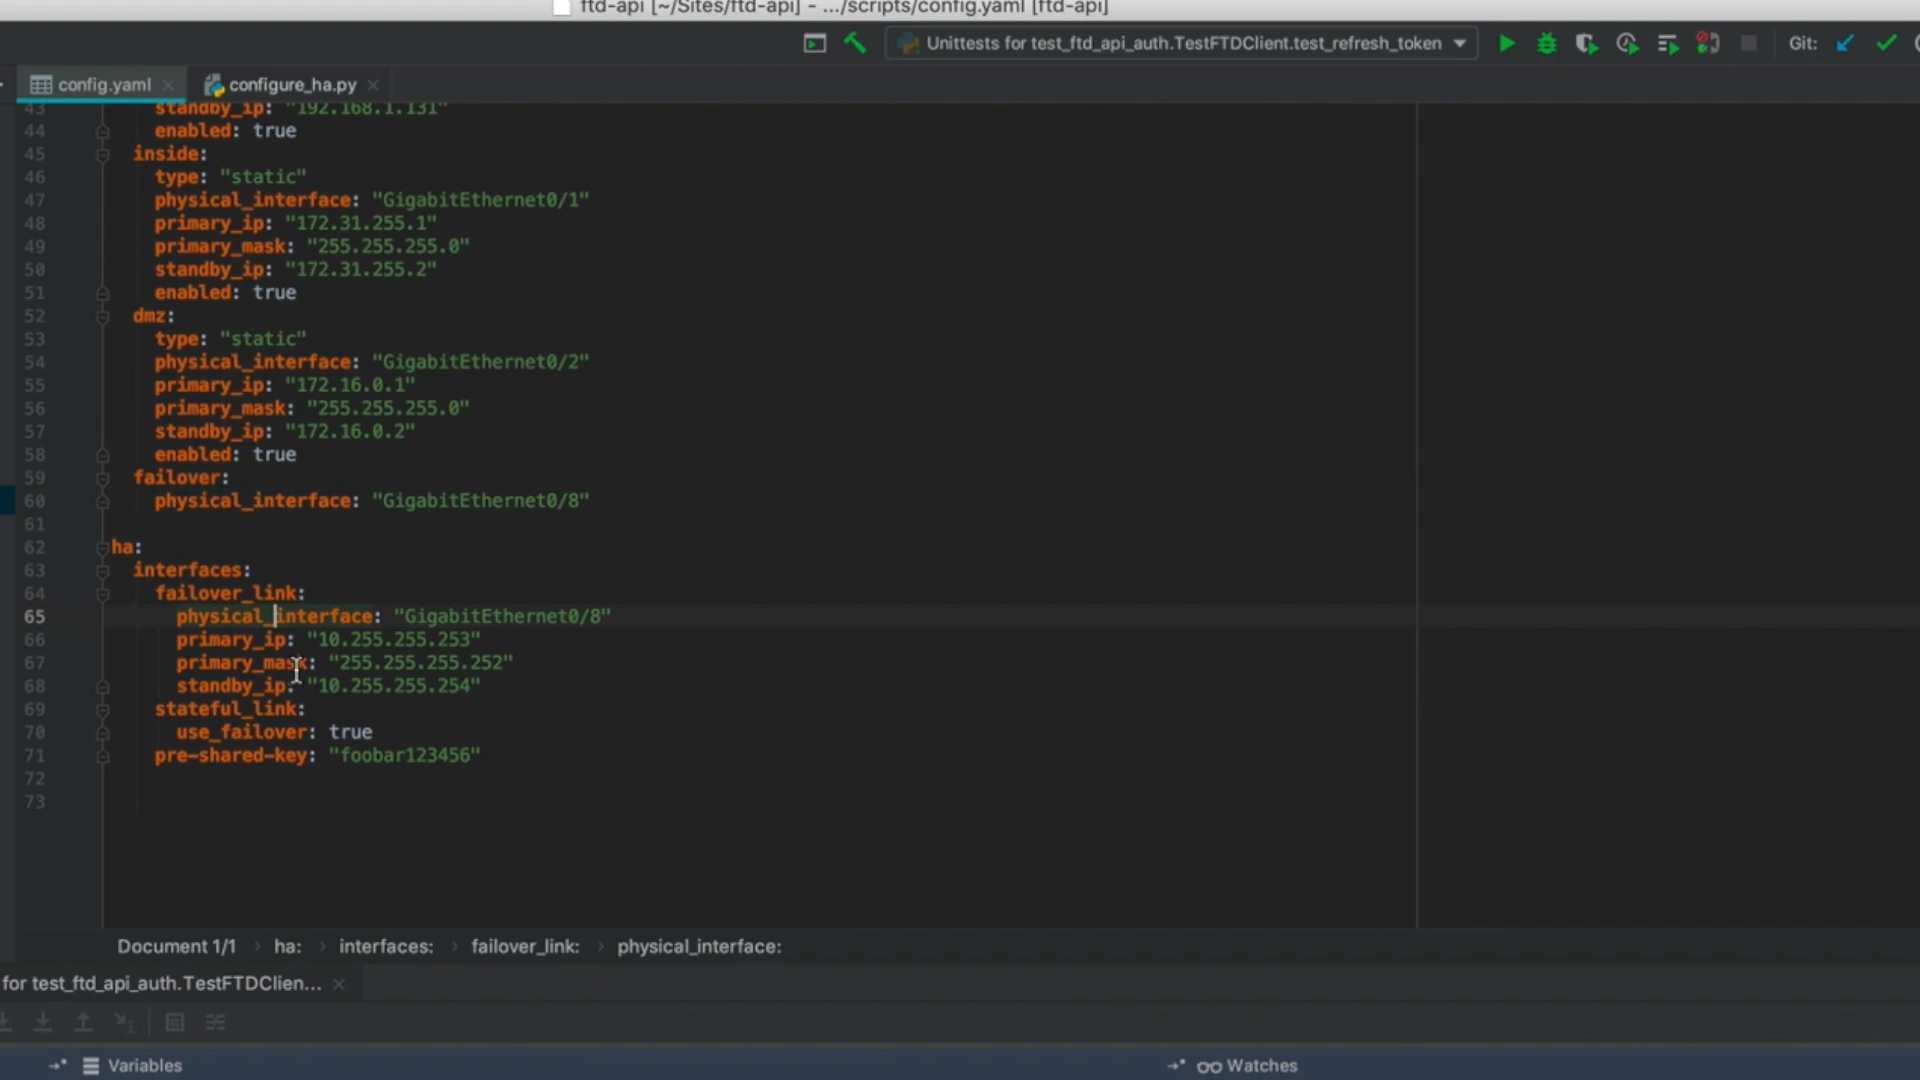 ftd-api [~/Sites/ftd-api] - .../scripts/config.yaml [ftd-api]
Unittests for test_ftd_api_auth.TestFTDClient.test_refresh_token
Git:
config.yaml
configure_ha.py
43 standby_ip: "192.168.1.131"
44 enabled: true
45 inside:
46 type: "static"
47 physical_interface: "GigabitEthernet0/1"
48 primary_ip: "172.31.255.1"
49 primary_mask: "255.255.255.0"
50 standby_ip: "172.31.255.2"
51 enabled: true
52 dmz:
53 type: "static"
54 physical_interface: "GigabitEthernet0/2"
55 primary_ip: "172.16.0.1"
56 primary_mask: "255.255.255.0"
57 standby_ip: "172.16.0.2"
58 enabled: true
59 failover:
60 physical_interface: "GigabitEthernet0/8"
61
62 ha:
63 interfaces:
64 failover_link:
65 physical_interface: "GigabitEthernet0/8"
66 primary_ip: "10.255.255.253"
67 primary_mask: "255.255.255.252"
68 standby_ip: "10.255.255.254"
69 stateful_link:
70 use_failover: true
71 pre-shared-key: "foobar123456"
72
73
Document 1/1 › ha: › interfaces: › failover_link: › physical_interface:
for test_ftd_api_auth.TestFTDClien...
Variables
Watches